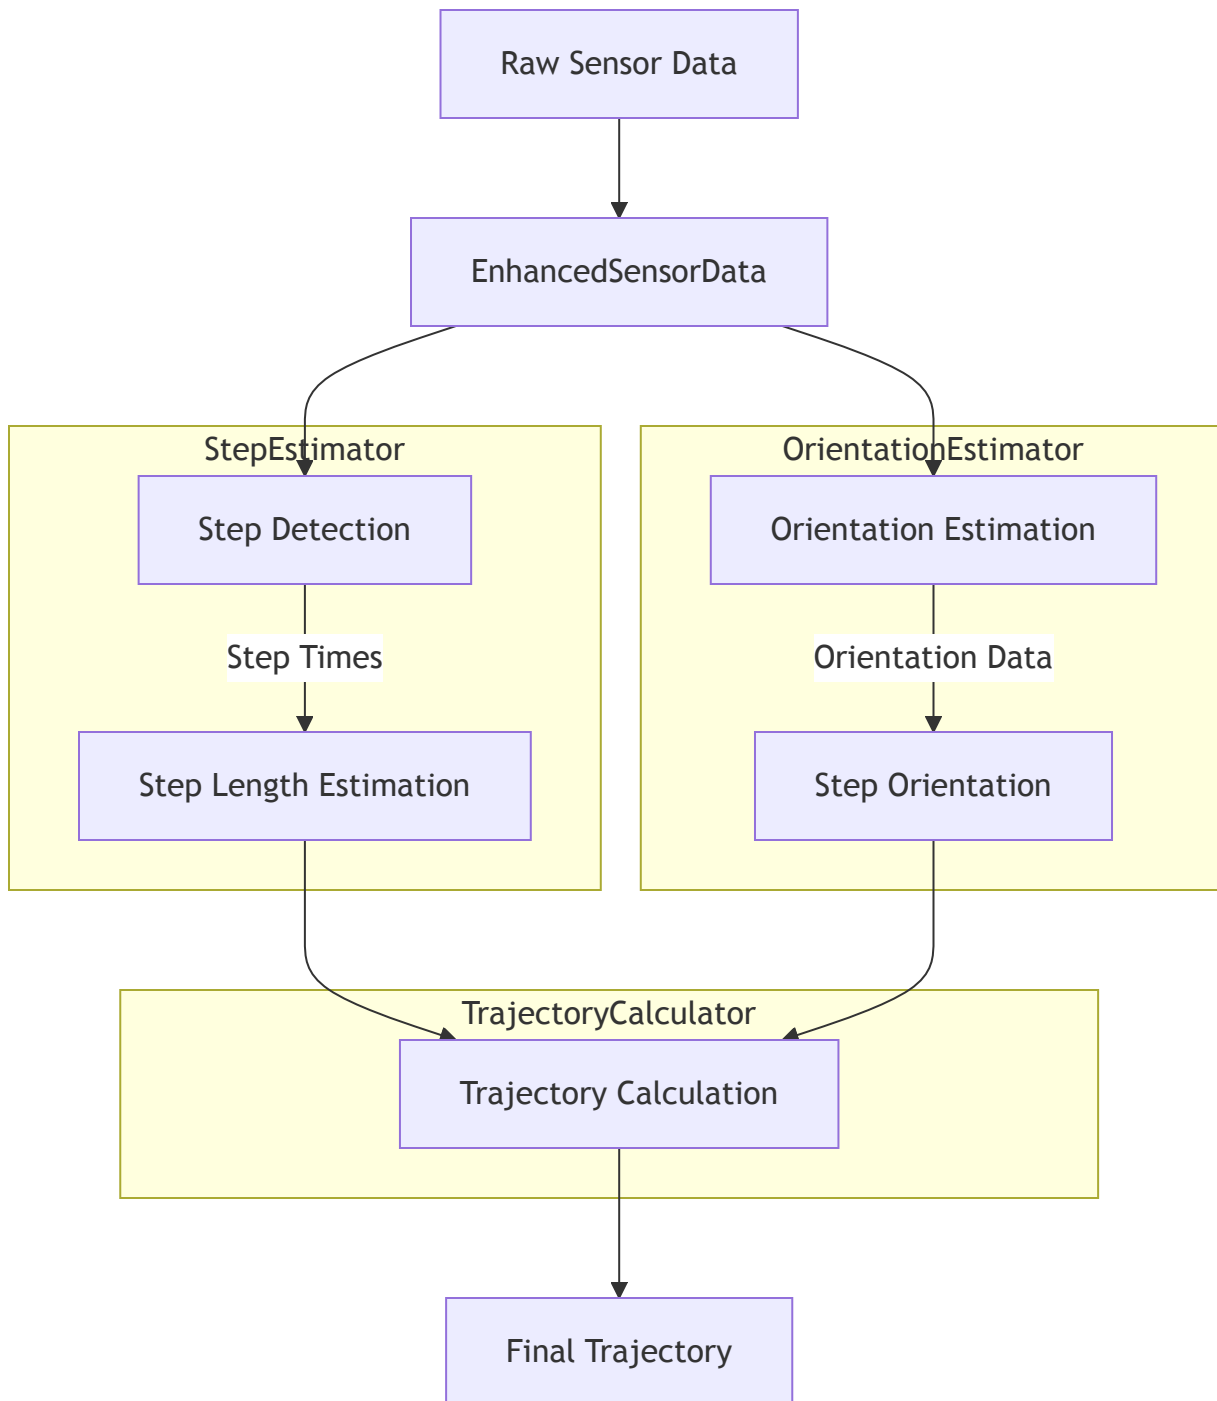 Raw Sensor Data
EnhancedSensorData
StepEstimator
OrientationEstimator
Step Detection
Orientation Estimation
Step Times
Orientation Data
Step Length Estimation
Step Orientation
TrajectoryCalculator
Trajectory Calculation
Final Trajectory